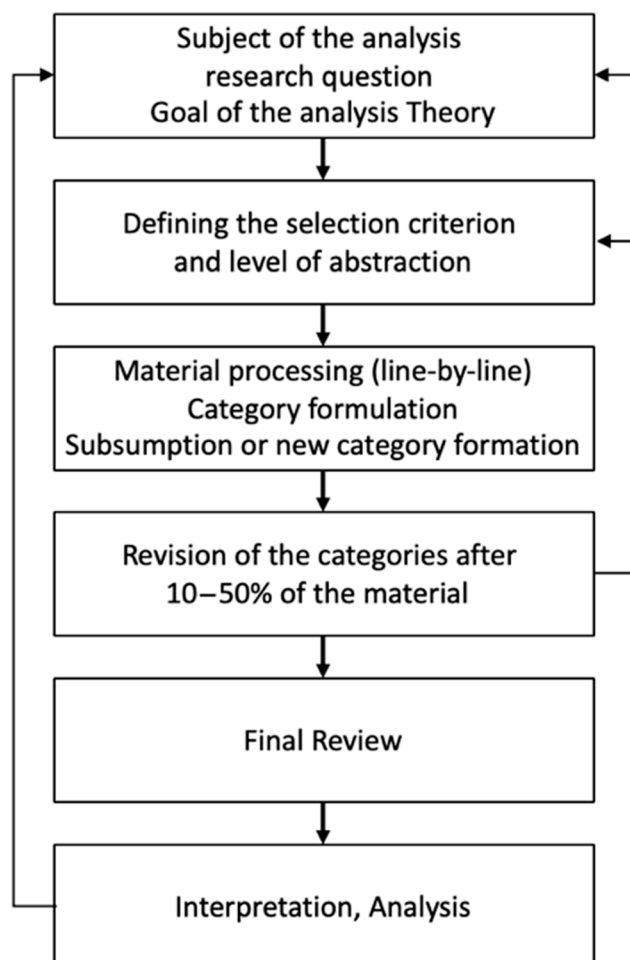 Subject of the analysis
research question
Goal of the analysis Theory
Defining the selection criterion
and level of abstraction
Material processing (line-by-line)
Category formulation
Subsumption or new category formation
Revision of the categories after
10–50% of the material
Final Review
Interpretation, Analysis